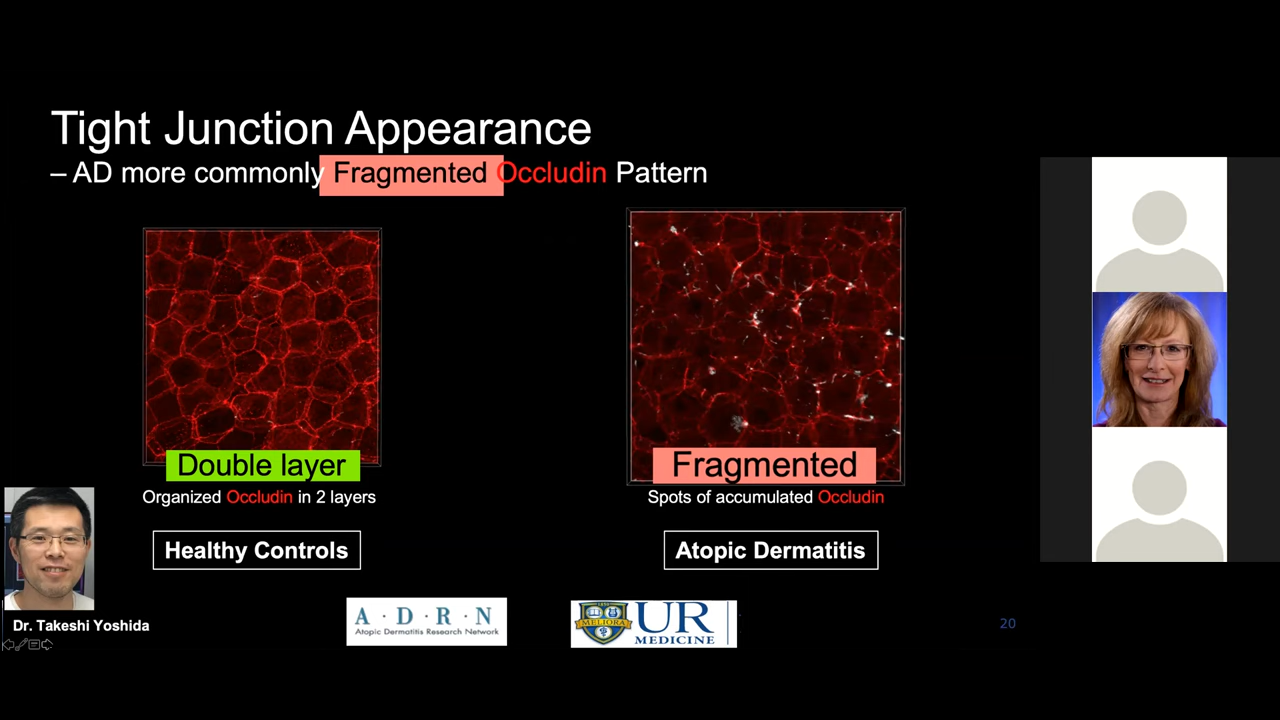 Tight Junction Appearance
– AD more commonly Fragmented Occludin Pattern
Double layer
Organized Occludin in 2 layers
Healthy Controls
Fragmented
Spots of accumulated Occludin
Atopic Dermatitis
Dr. Takeshi Yoshida
A·D·R·N
Atopic Dermatitis Research Network
MELIORA
UR
MEDICINE
20